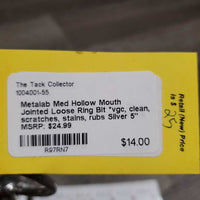 The Tack Collector
1004001-55
Metalab Med Hollow Mouth
Jointed Loose Ring Bit *vgc, clean,
scratches, stains, rubs Silver 5"
MSRP: $24.99
$14.00
R97RN7
Retail (New) Price
is $ 25